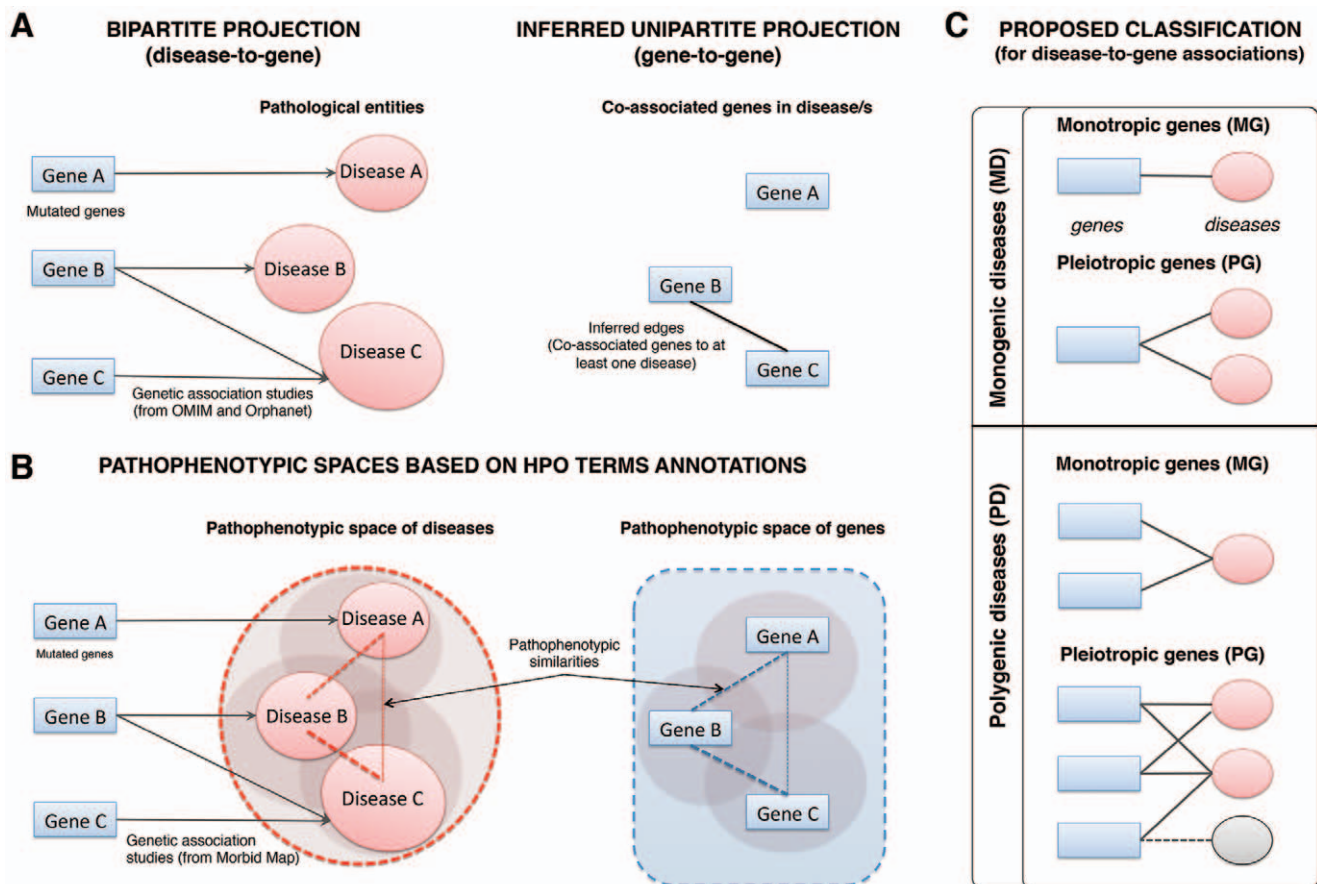 A
BIPARTITE PROJECTION
(disease-to-gene)
Pathological entities
Gene A
Disease A
Mutated genes
Gene B
Disease B
Gene C
Disease C
Genetic association studies
(from OMIM and Orphanet)
INFERRED UNIPARTITE PROJECTION
(gene-to-gene)
Co-associated genes in disease/s
Gene A
Gene B
Inferred edges
(Co-associated genes to at
least one disease)
Gene C
B
PATHOPHENOTYPIC SPACES BASED ON HPO TERMS ANNOTATIONS
Pathophenotypic space of diseases
Gene A
Disease A
Mutated genes
Gene B
Disease B
Gene C
Disease C
Genetic association
studies (from Morbid Map)
Pathophenotypic
similarities
Pathophenotypic space of genes
Gene A
Gene B
Gene C
C
PROPOSED CLASSIFICATION
(for disease-to-gene associations)
Monogenic diseases (MD)
Monotropic genes (MG)
genes
diseases
Pleiotropic genes (PG)
Polygenic diseases (PD)
Monotropic genes (MG)
Pleiotropic genes (PG)